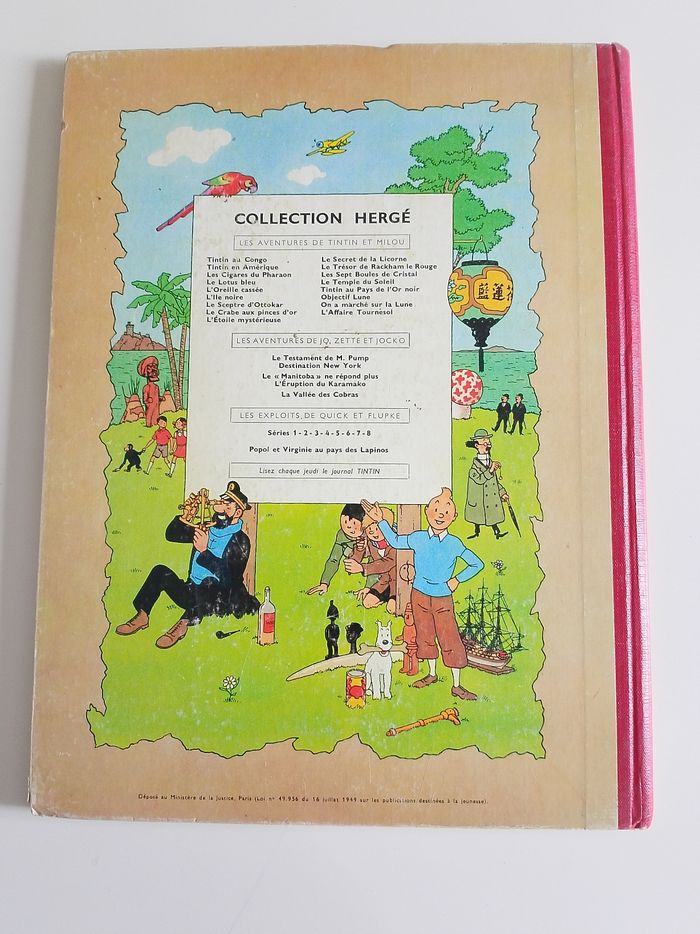 COLLECTION HERGÉ
LES AVENTURES DE TINTIN ET MILOU
Tintin au Congo
Tintin en Amérique
Les Cigares du Pharaon
Le Lotus bleu
L'Oreille cassée
L'Ile noire
Le Sceptre d'Ottokar
Le Crabe aux pinces d'or
L'Étoile mystérieuse
Le Secret de la Licorne
Le Trésor de Rackham le Rouge
Les Sept Boules de Cristal
Le Temple du Soleil
Tintin au Pays de l'Or noir
Objectif Lune
On a marché sur la Lune
L'Affaire Tournesol
LES AVENTURES DE JO, ZETTE ET JOCKO
Le Testament de M. Pump
Destination New York
Le « Manitoba » ne répond plus
L'Éruption du Karamako
La Vallée des Cobras
LES EXPLOITS DE QUICK ET FLUPKE
Séries 1 - 2 - 3 - 4 - 5 - 6 - 7 - 8
Popol et Virginie au pays des Lapinos
Lisez chaque jeudi le journal TINTIN
藍蓮花
Déposé au Ministère de la Justice, Paris (Loi n° 49.956 du 16 juillet 1949 sur les publications destinées à la jeunesse).